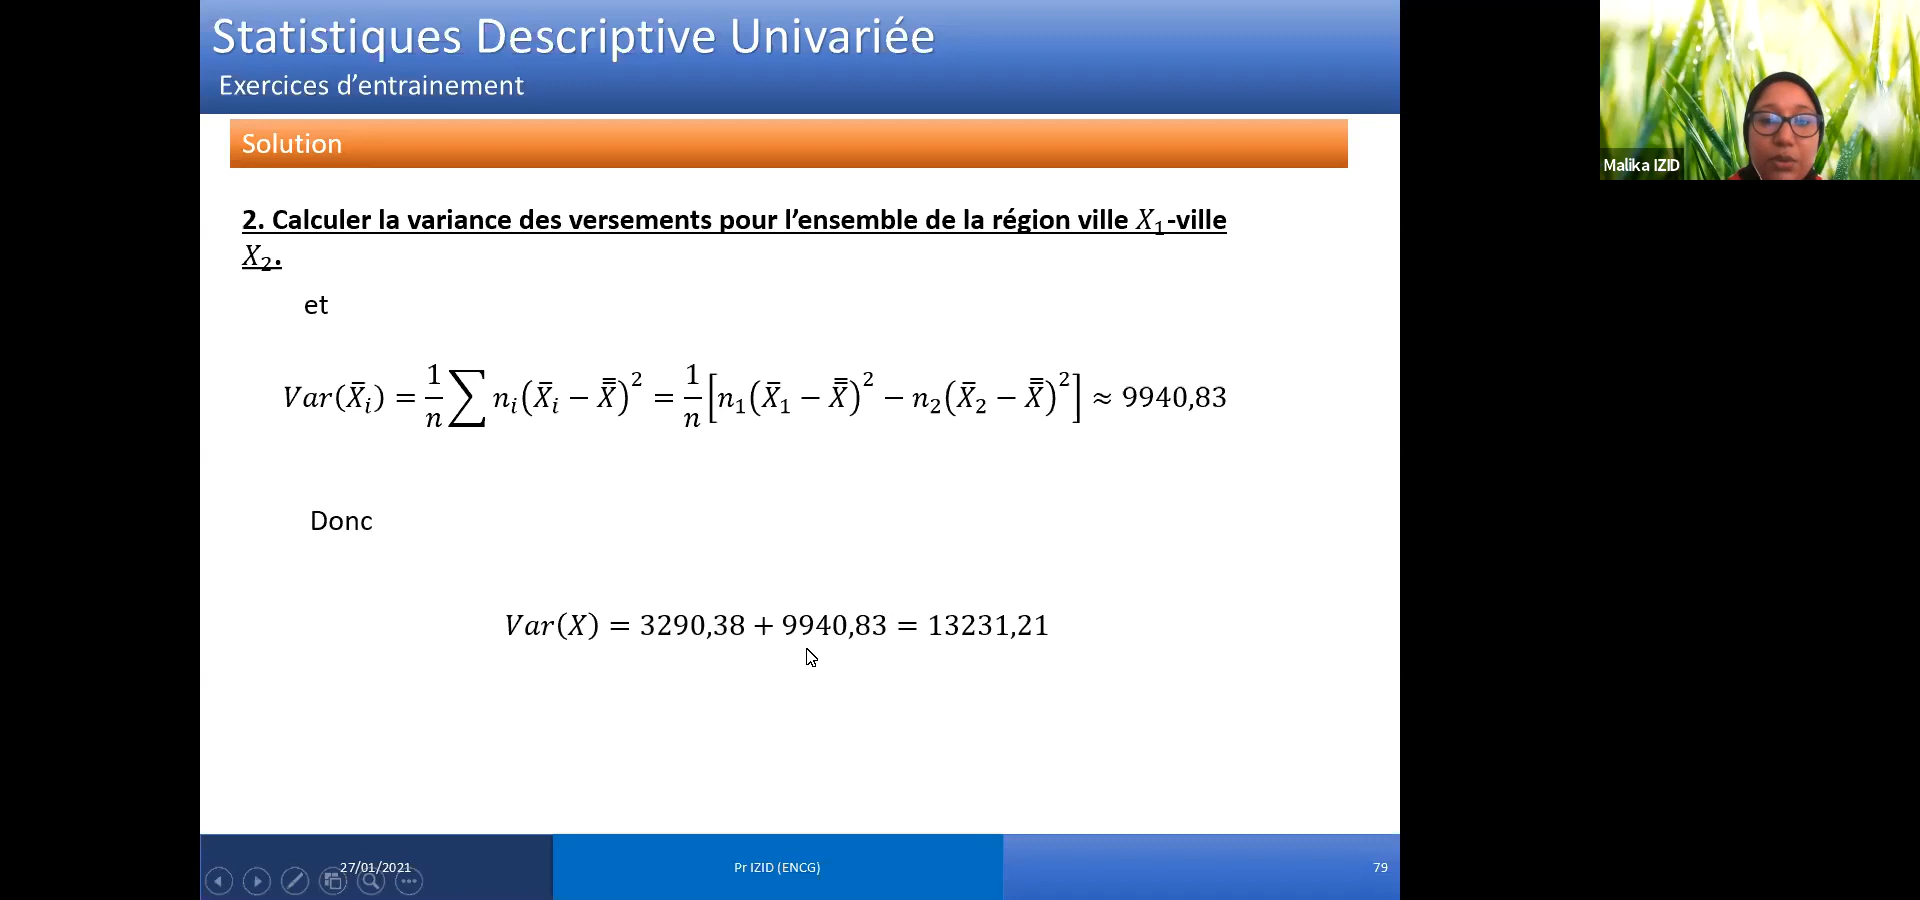 Statistiques Descriptive Univariée
Exercices d’entrainement
Solution
2. Calculer la variance des versements pour l’ensemble de la région ville X₁-ville
X₂.
et
Var(X̄ᵢ) = 1/n ∑ nᵢ(X̄ᵢ − X̿)² = 1/n [n₁(X̄₁ − X̿)² − n₂(X̄₂ − X̿)²] ≈ 9940,83
Donc
Var(X) = 3290,38 + 9940,83 = 13231,21
27/01/2021
Pr IZID (ENCG)
79
Malika IZID